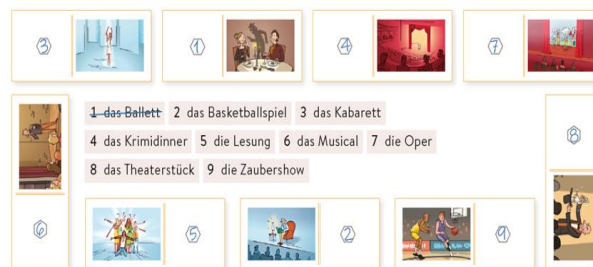 3 1 4 7
1 das Ballett 2 das Basketballspiel 3 das Kabarett
4 das Krimidinner 5 die Lesung 6 das Musical 7 die Oper
8 das Theaterstück 9 die Zaubershow
8
6 5 2 9